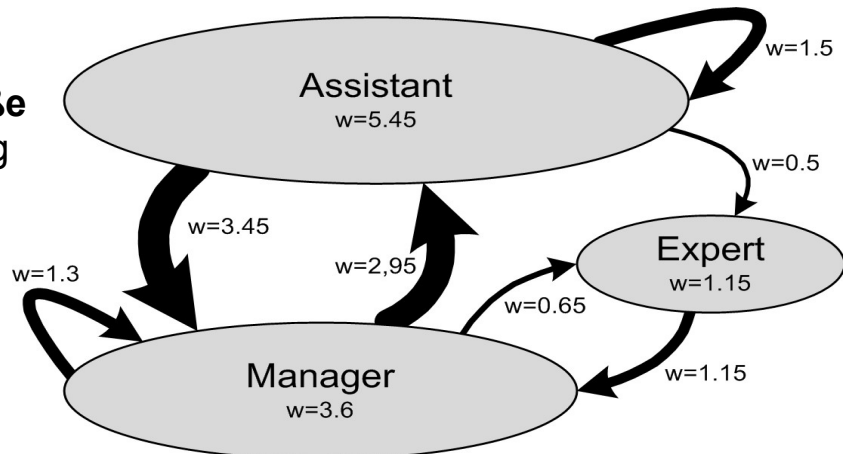 Assistant
w=5.45
w=1.5
w=0.5
w=3.45
w=2,95
Expert
w=1.15
w=1.3
w=0.65
w=1.15
Manager
w=3.6